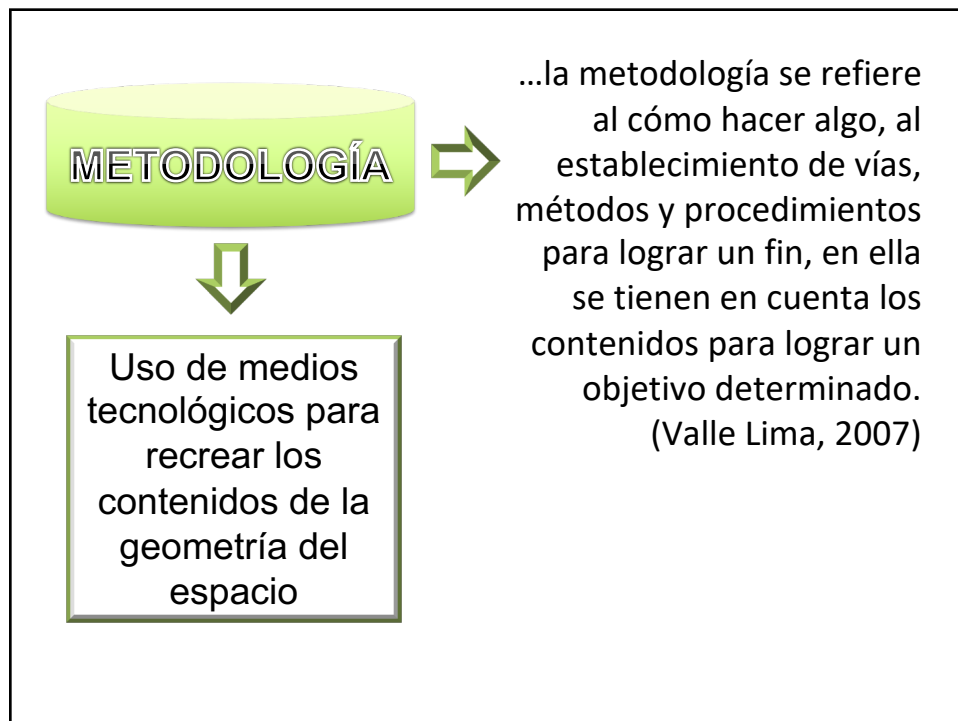 METODOLOGÍA
…la metodología se refiere
al cómo hacer algo, al
establecimiento de vías,
métodos y procedimientos
para lograr un fin, en ella
se tienen en cuenta los
contenidos para lograr un
objetivo determinado.
(Valle Lima, 2007)
Uso de medios
tecnológicos para
recrear los
contenidos de la
geometría del
espacio